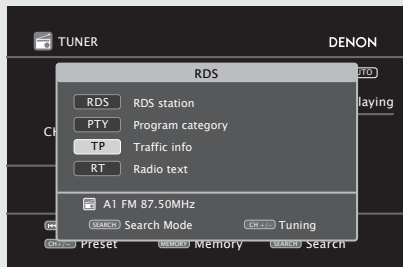 TUNER DENON
RDS
UTO
RDS RDS station
laying
PTY Program category
CH
TP Traffic info
RT Radio text
A1 FM 87.50MHz
SEARCH Search Mode CH +/- Tuning
CH +/- Preset MEMORY Memory SEARCH Search